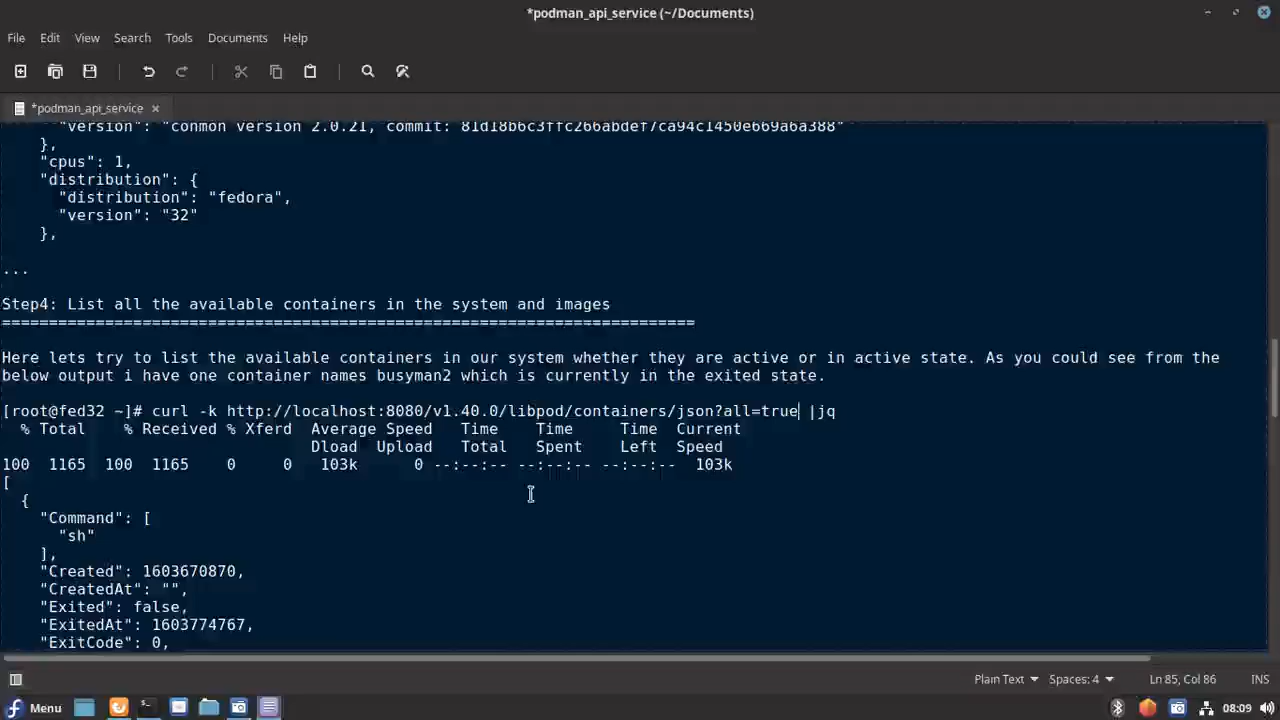 *podman_api_service (~/Documents)
File Edit View Search Tools Documents Help
*podman_api_service
"version": "conmon version 2.0.21, commit: 81d18b6c3ffc266abdef7ca94c1450e669a6a388"
},
"cpus": 1,
"distribution": {
"distribution": "fedora",
"version": "32"
},
...
Step4: List all the available containers in the system and images
==========================================================================
Here lets try to list the available containers in our system whether they are active or in active state. As you could see from the
below output i have one container names busyman2 which is currently in the exited state.
[root@fed32 ~]# curl -k http://localhost:8080/v1.40.0/libpod/containers/json?all=true |jq
% Total % Received % Xferd Average Speed Time Time Time Current
Dload Upload Total Spent Left Speed
100 1165 100 1165 0 0 103k 0 --:--:-- --:--:-- --:--:-- 103k
[
{
"Command": [
"sh"
],
"Created": 1603670870,
"CreatedAt": "",
"Exited": false,
"ExitedAt": 1603774767,
"ExitCode": 0,
Plain Text Spaces: 4 Ln 85, Col 86 INS
Menu 08:09